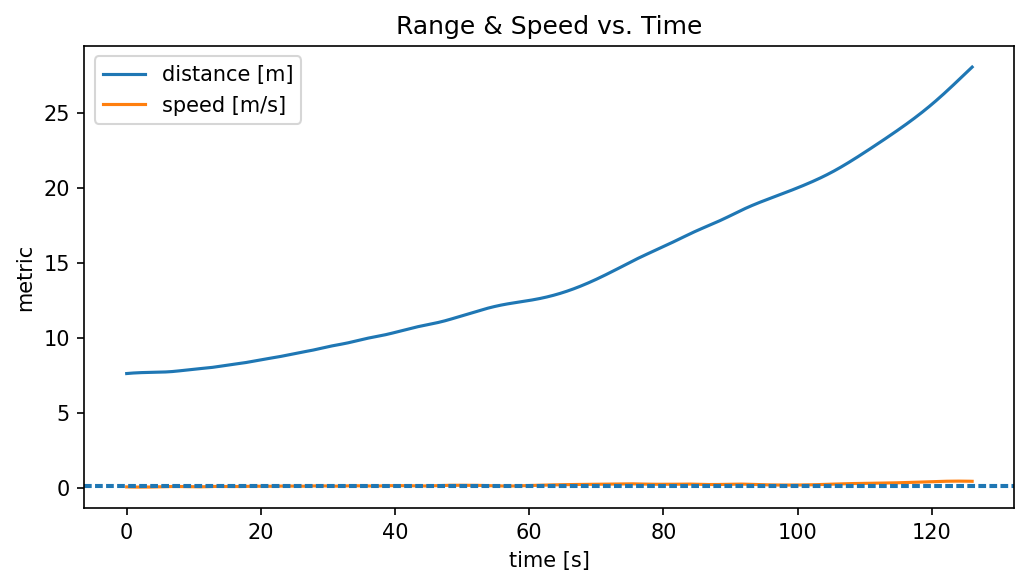 Range & Speed vs. Time
distance [m]
speed [m/s]
metric
25
20
15
10
5
0
0 20 40 60 80 100 120
time [s]